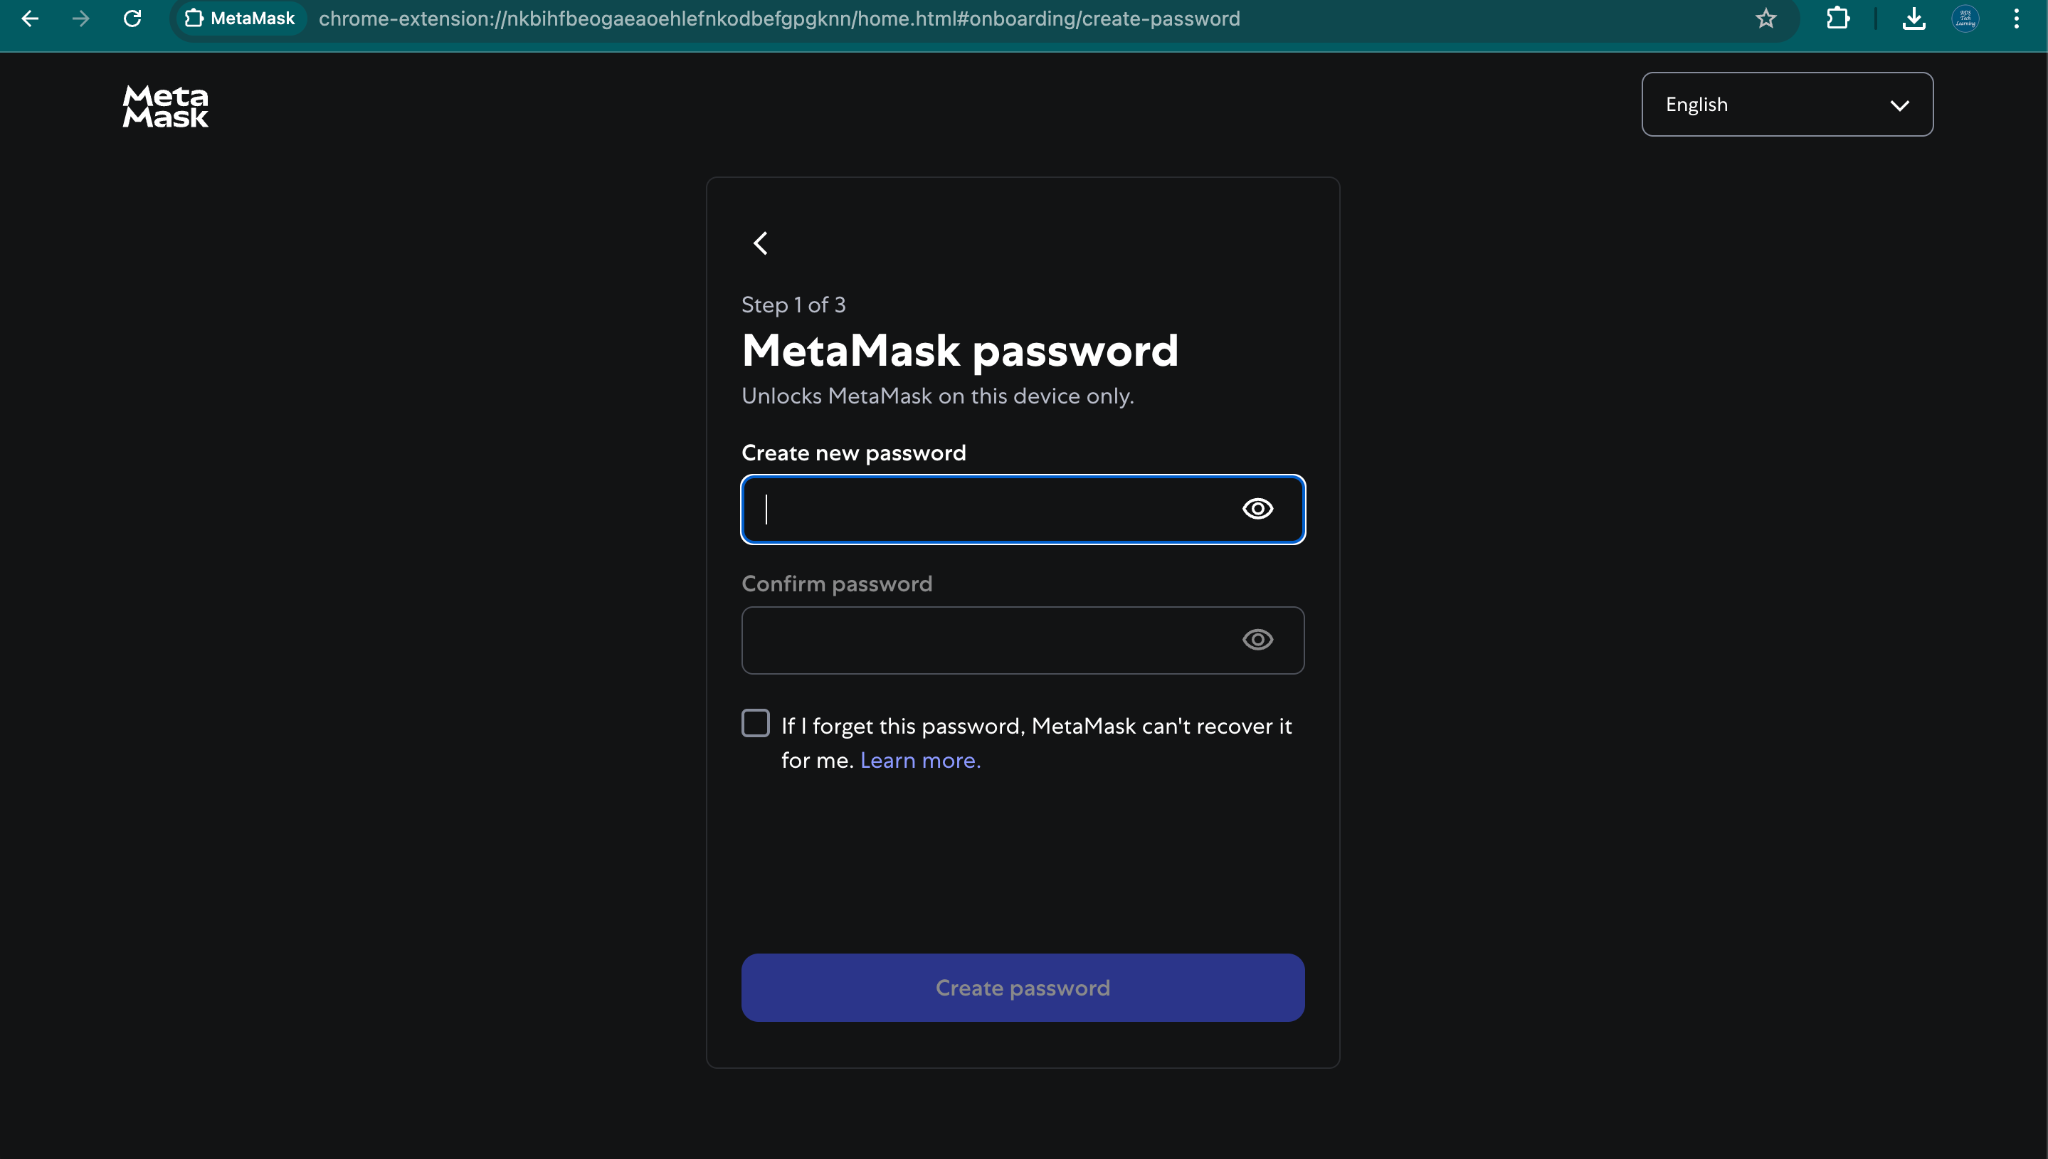 MetaMask
chrome-extension://nkbihfbeogaeaoehlefnkodbefgpgknn/home.html#onboarding/create-password
Meta
Mask
English
Step 1 of 3
MetaMask password
Unlocks MetaMask on this device only.
Create new password
Confirm password
If I forget this password, MetaMask can't recover it
for me. Learn more.
Create password